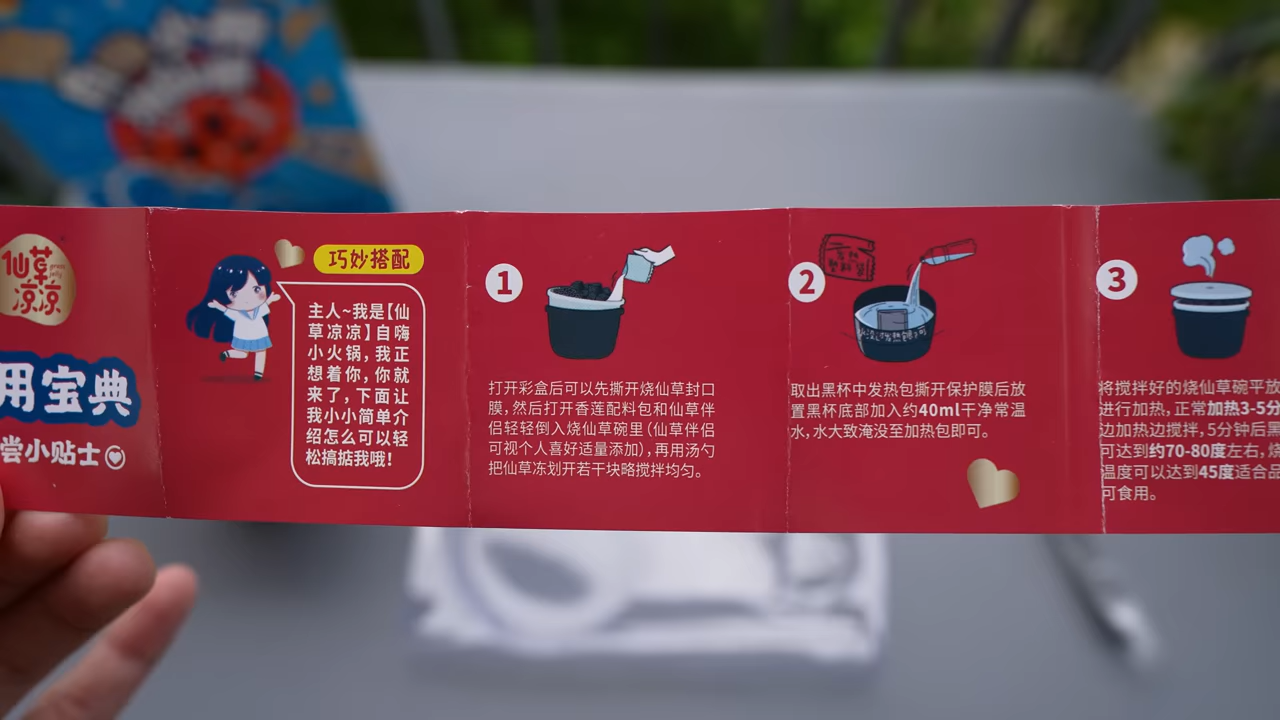 仙草
凉凉
grass
jelly
用宝典
尝小贴士
巧妙搭配
主人~我是【仙
草凉凉】自嗨
小火锅，我正
想着你，你就
来了，下面让
我小小简单介
绍怎么可以轻
松搞掂我哦！
1
打开彩盒后可以先撕开烧仙草封口
膜，然后打开香莲配料包和仙草伴
侣轻轻倒入烧仙草碗里（仙草伴侣
可视个人喜好适量添加），再用汤勺
把仙草冻划开若干块略搅拌均匀。
2
取出黑杯中发热包撕开保护膜后放
置黑杯底部加入约40ml干净常温
水，水大致淹没至加热包即可。
3
将搅拌好的烧仙草碗平放
进行加热，正常加热3-5分
边加热边搅拌，5分钟后黑
可达到约70-80度左右，烧
温度可以达到45度适合品
可食用。